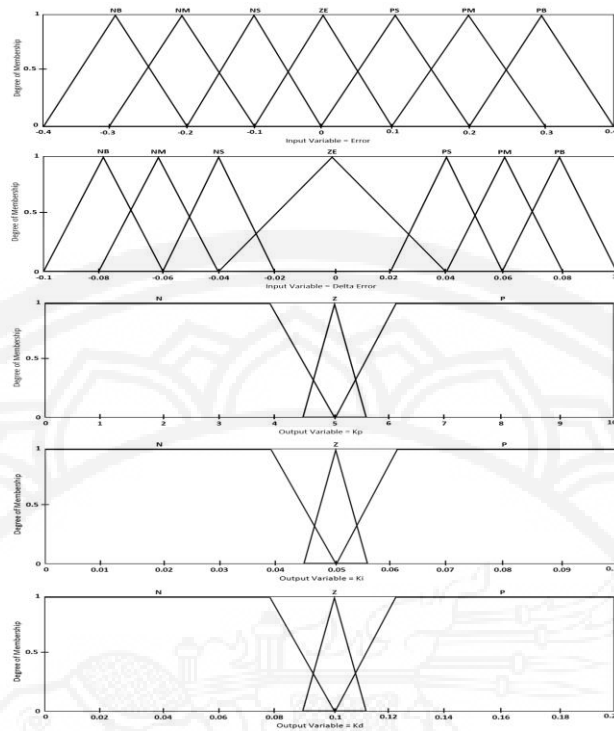 NB NM NS ZE PS PM PB
Degree of Membership
1
0.5
0
-0.4 -0.3 -0.2 -0.1 0 0.1 0.2 0.3 0.4
Input Variable = Error
NB NM NS ZE PS PM PB
Degree of Membership
1
0.5
0
-0.1 -0.08 -0.06 -0.04 -0.02 0 0.02 0.04 0.06 0.08
Input Variable = Delta Error
N Z P
Degree of Membership
1
0.5
0
0 1 2 3 4 5 6 7 8 9 10
Output Variable = Kp
N Z P
Degree of Membership
1
0.5
0
0 0.01 0.02 0.03 0.04 0.05 0.06 0.07 0.08 0.09
Output Variable = Ki
N Z P
Degree of Membership
1
0.5
0
0 0.02 0.04 0.06 0.08 0.1 0.12 0.14 0.16 0.18
Output Variable = Kd